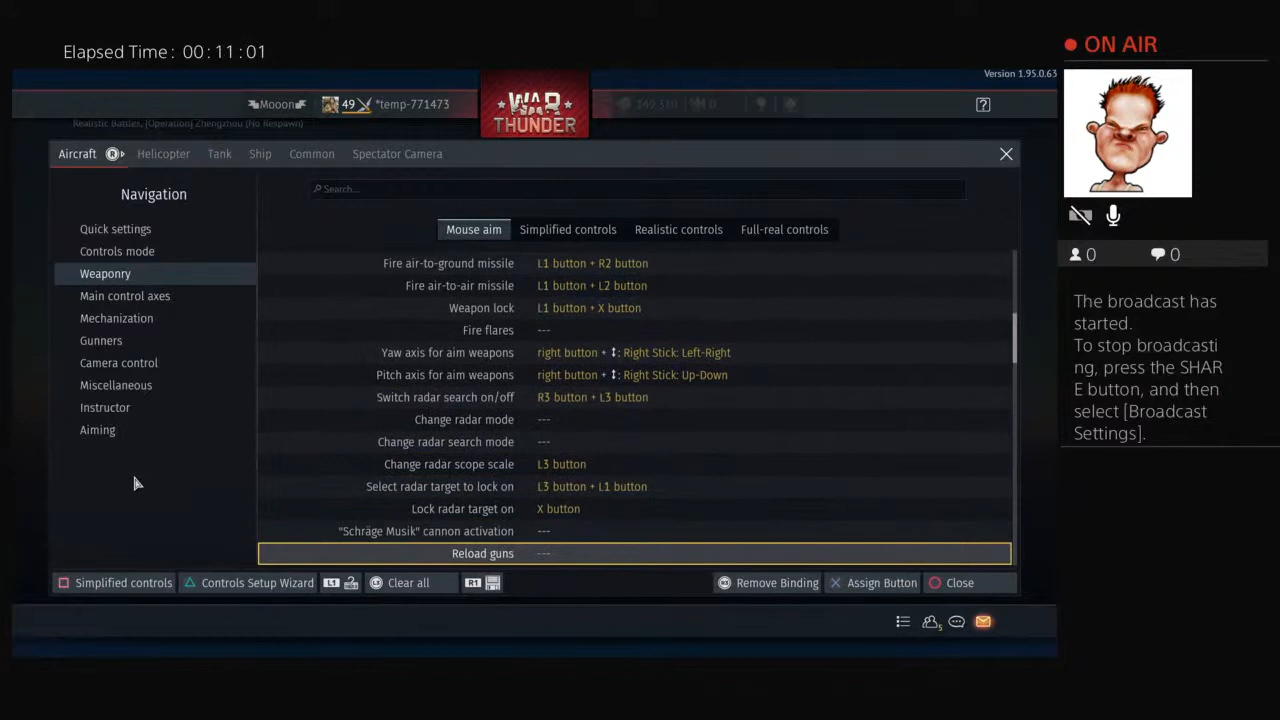 Elapsed Time: 00:11:01
ON AIR
Version 1.95.0.63
Mooon
49
*temp-771473
WAR
THUNDER
149 310
0
?
Realistic Battles, [Operation] Zhengzhou (No Respawn)
Aircraft R Helicopter Tank Ship Common Spectator Camera
Navigation
Search...
Quick settings
Controls mode
Weaponry
Main control axes
Mechanization
Gunners
Camera control
Miscellaneous
Instructor
Aiming
Mouse aim Simplified controls Realistic controls Full-real controls
Fire air-to-ground missile L1 button + R2 button
Fire air-to-air missile L1 button + L2 button
Weapon lock L1 button + X button
Fire flares ---
Yaw axis for aim weapons right button + ↕: Right Stick: Left-Right
Pitch axis for aim weapons right button + ↕: Right Stick: Up-Down
Switch radar search on/off R3 button + L3 button
Change radar mode ---
Change radar search mode ---
Change radar scope scale L3 button
Select radar target to lock on L3 button + L1 button
Lock radar target on X button
"Schräge Musik" cannon activation ---
Reload guns ---
Simplified controls Controls Setup Wizard L1 Clear all R1 Remove Binding Assign Button Close
5
0 0
The broadcast has
started.
To stop broadcasti
ng, press the SHAR
E button, and then
select [Broadcast
Settings].